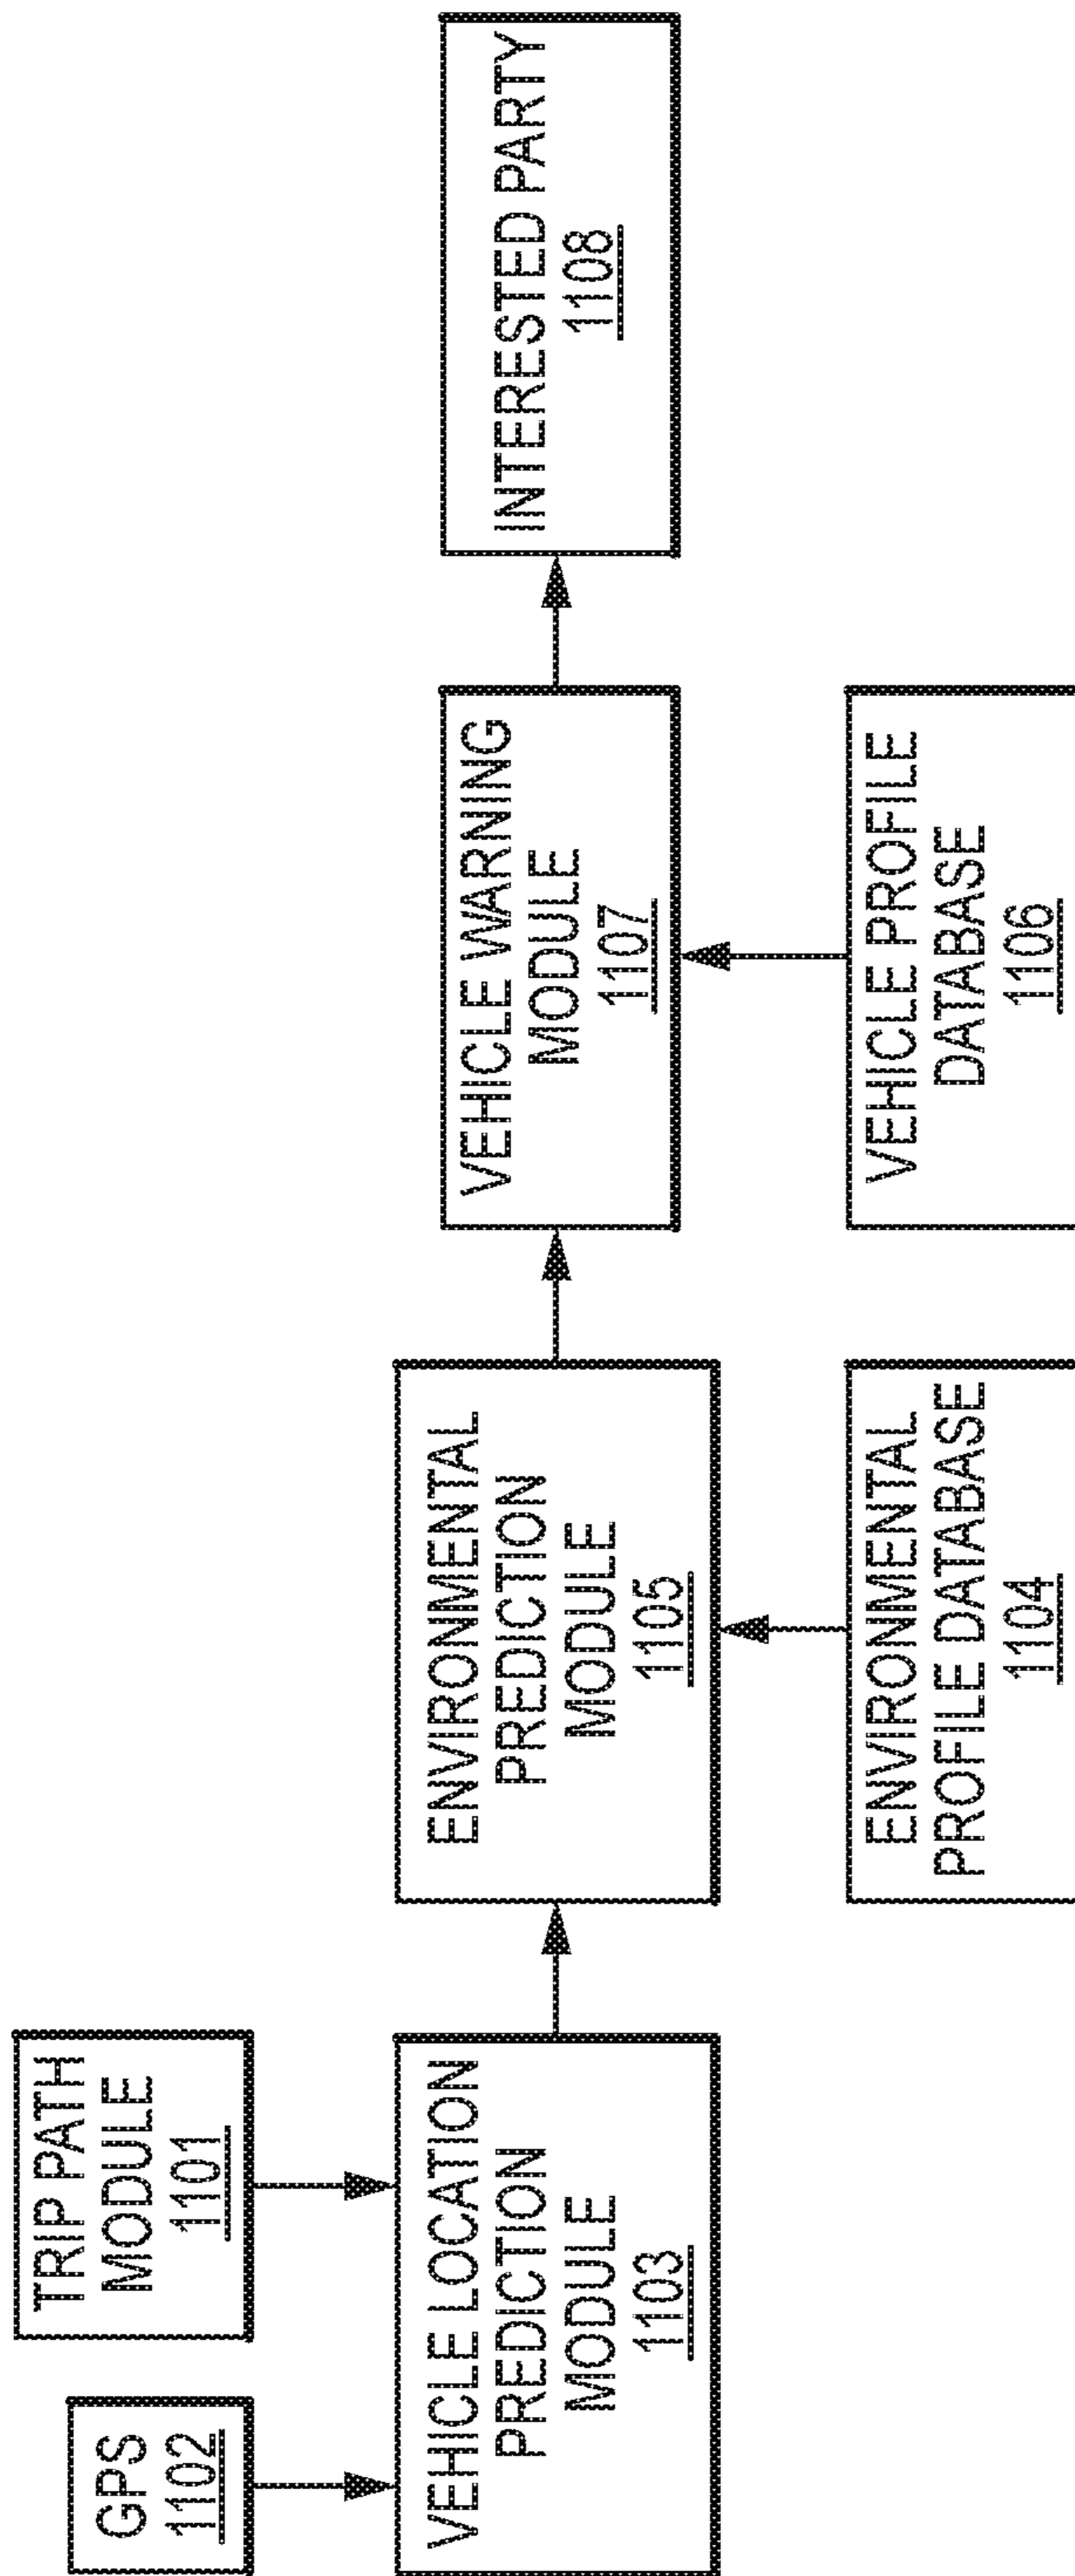 GPS
1102
TRIP PATH
MODULE
1101
VEHICLE LOCATION
PREDICTION
MODULE
1103
ENVIRONMENTAL
PREDICTION
MODULE
1105
ENVIRONMENTAL
PROFILE DATABASE
1104
VEHICLE WARNING
MODULE
1107
VEHICLE PROFILE
DATABASE
1106
INTERESTED PARTY
1108